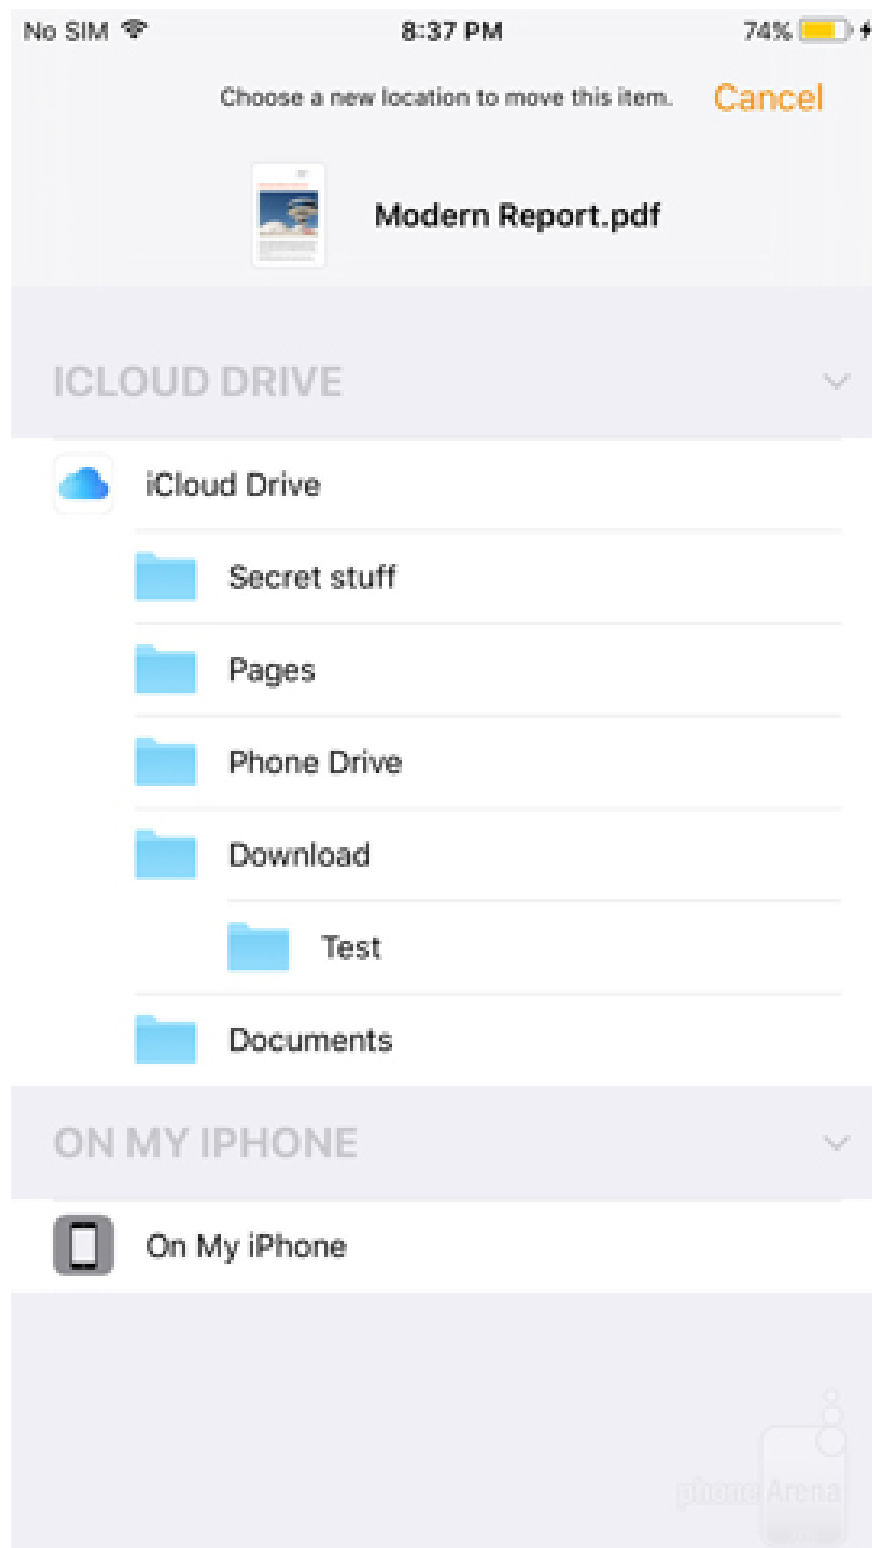 No SIM 8:37 PM 74%
Choose a new location to move this item. Cancel
Modern Report.pdf
ICLOUD DRIVE
iCloud Drive
Secret stuff
Pages
Phone Drive
Download
Test
Documents
ON MY IPHONE
On My iPhone
phoneArena